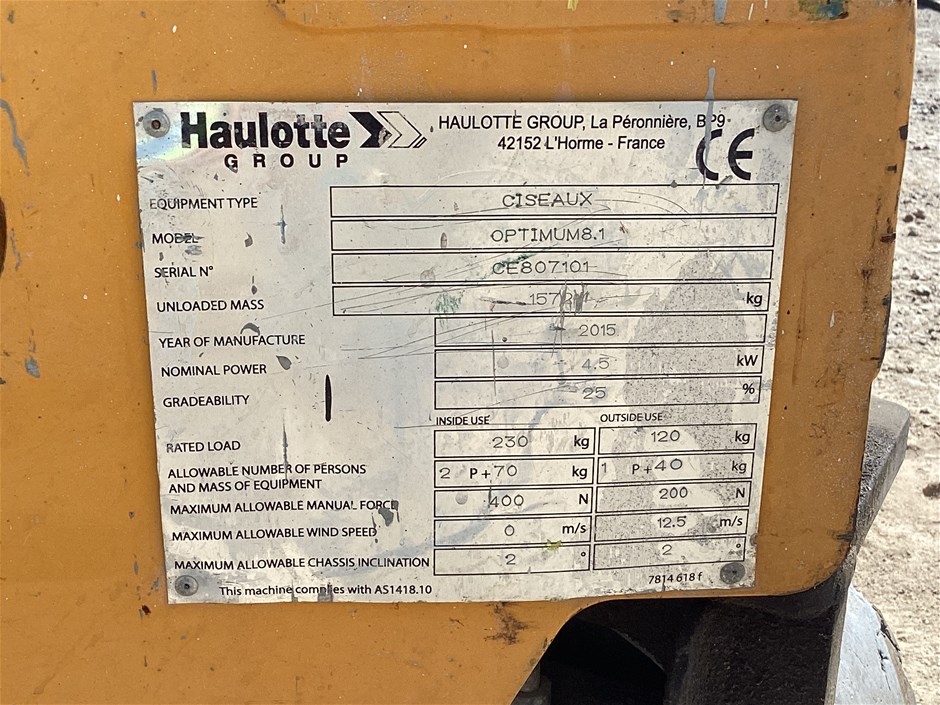 Haulotte
GROUP
HAULOTTE GROUP, La Péronnière, BP9
42152 L'Horme - France
CE
EQUIPMENT TYPE CISEAUX
MODEL OPTIMUM8.1
SERIAL N° CE807101
UNLOADED MASS kg
YEAR OF MANUFACTURE 2015
NOMINAL POWER 4.5 kW
GRADEABILITY 25 %
INSIDE USE OUTSIDE USE
RATED LOAD 230 kg 120 kg
ALLOWABLE NUMBER OF PERSONS
AND MASS OF EQUIPMENT 2 P+70 kg 1 P+40 kg
MAXIMUM ALLOWABLE MANUAL FORCE 400 N 200 N
MAXIMUM ALLOWABLE WIND SPEED 0 m/s 12.5 m/s
MAXIMUM ALLOWABLE CHASSIS INCLINATION 2 ° 2 °
This machine complies with AS1418.10
7814 618 f